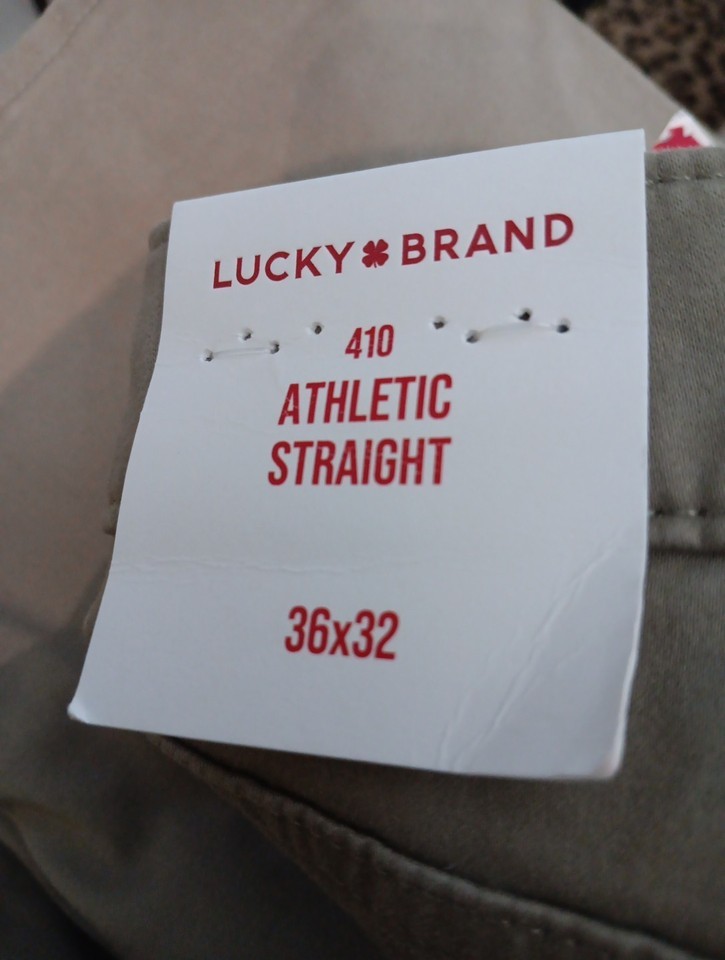 LUCKY BRAND
410
ATHLETIC
STRAIGHT
36x32